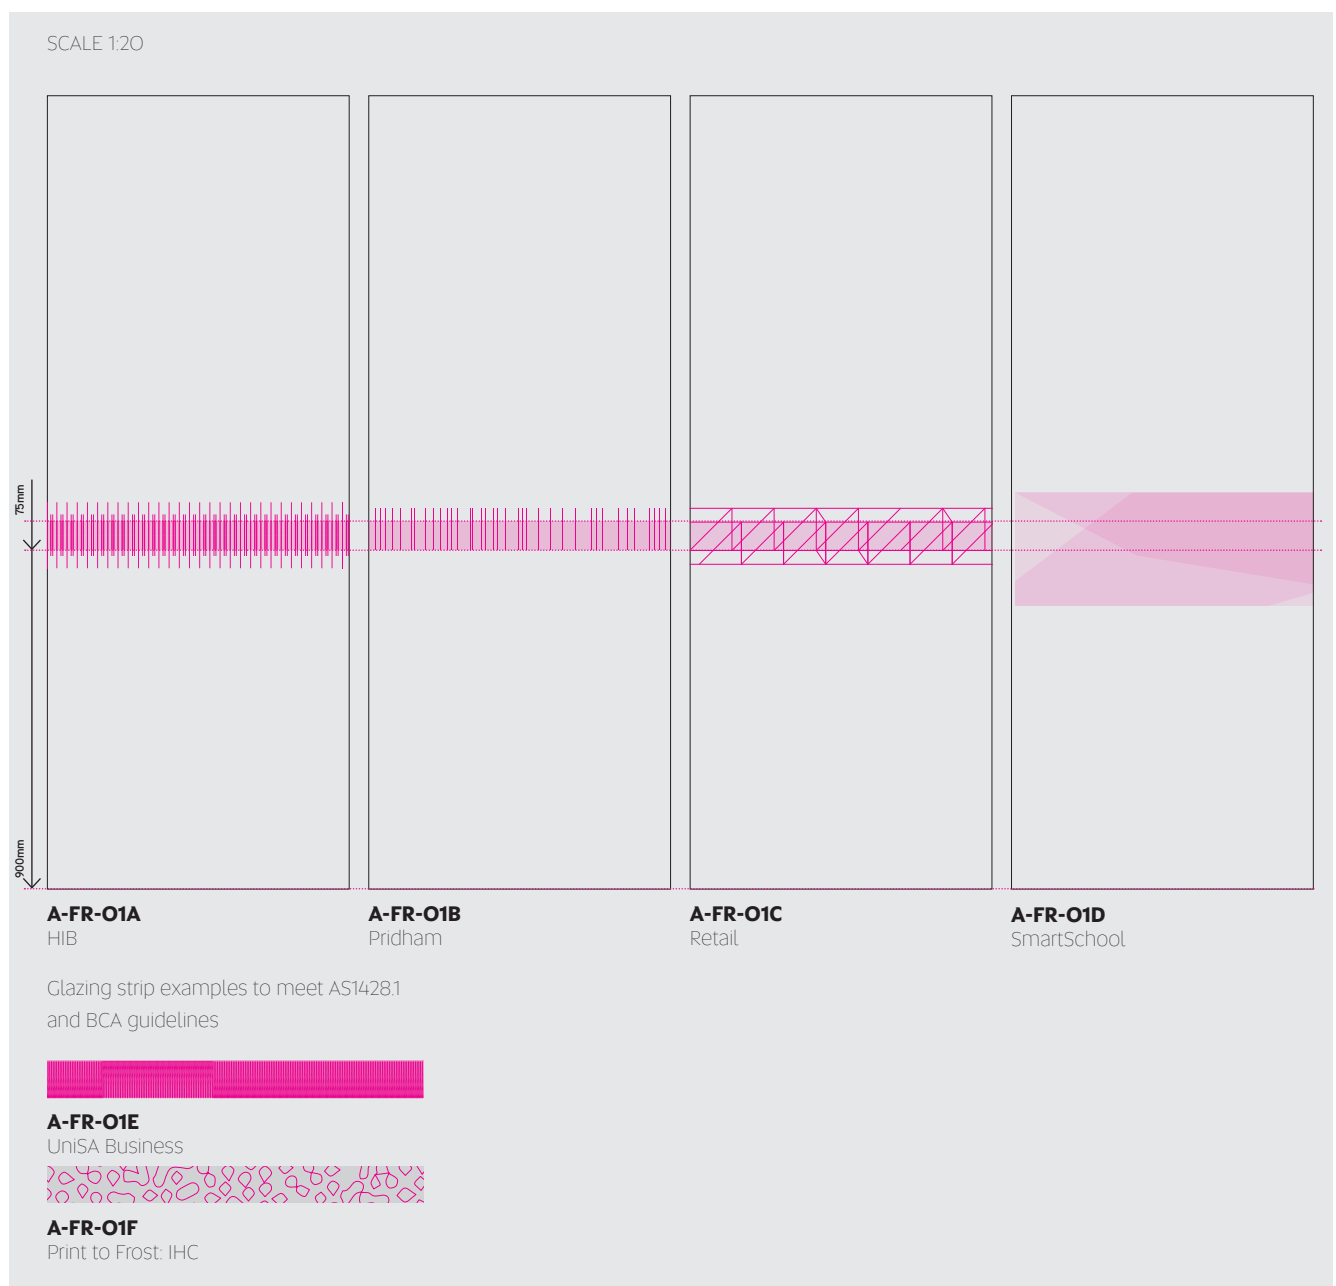 SCALE 1:20
75mm
900mm
A-FR-01A
HIB
A-FR-01B
Pridham
A-FR-01C
Retail
A-FR-01D
SmartSchool
Glazing strip examples to meet AS1428.1
and BCA guidelines
A-FR-01E
UniSA Business
A-FR-01F
Print to Frost: IHC